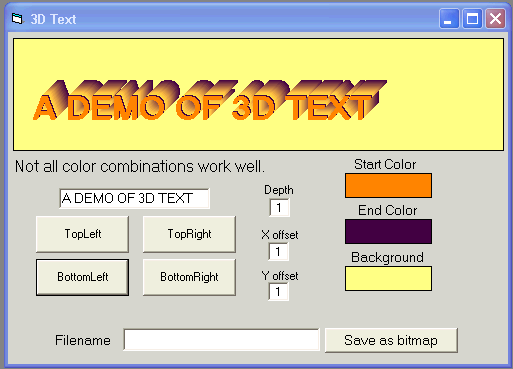 3D Text
A DEMO OF 3D TEXT
Not all color combinations work well.
A DEMO OF 3D TEXT
TopLeft
TopRight
BottomLeft
BottomRight
Depth
1
X offset
1
Y offset
1
Start Color
End Color
Background
Filename
Save as bitmap